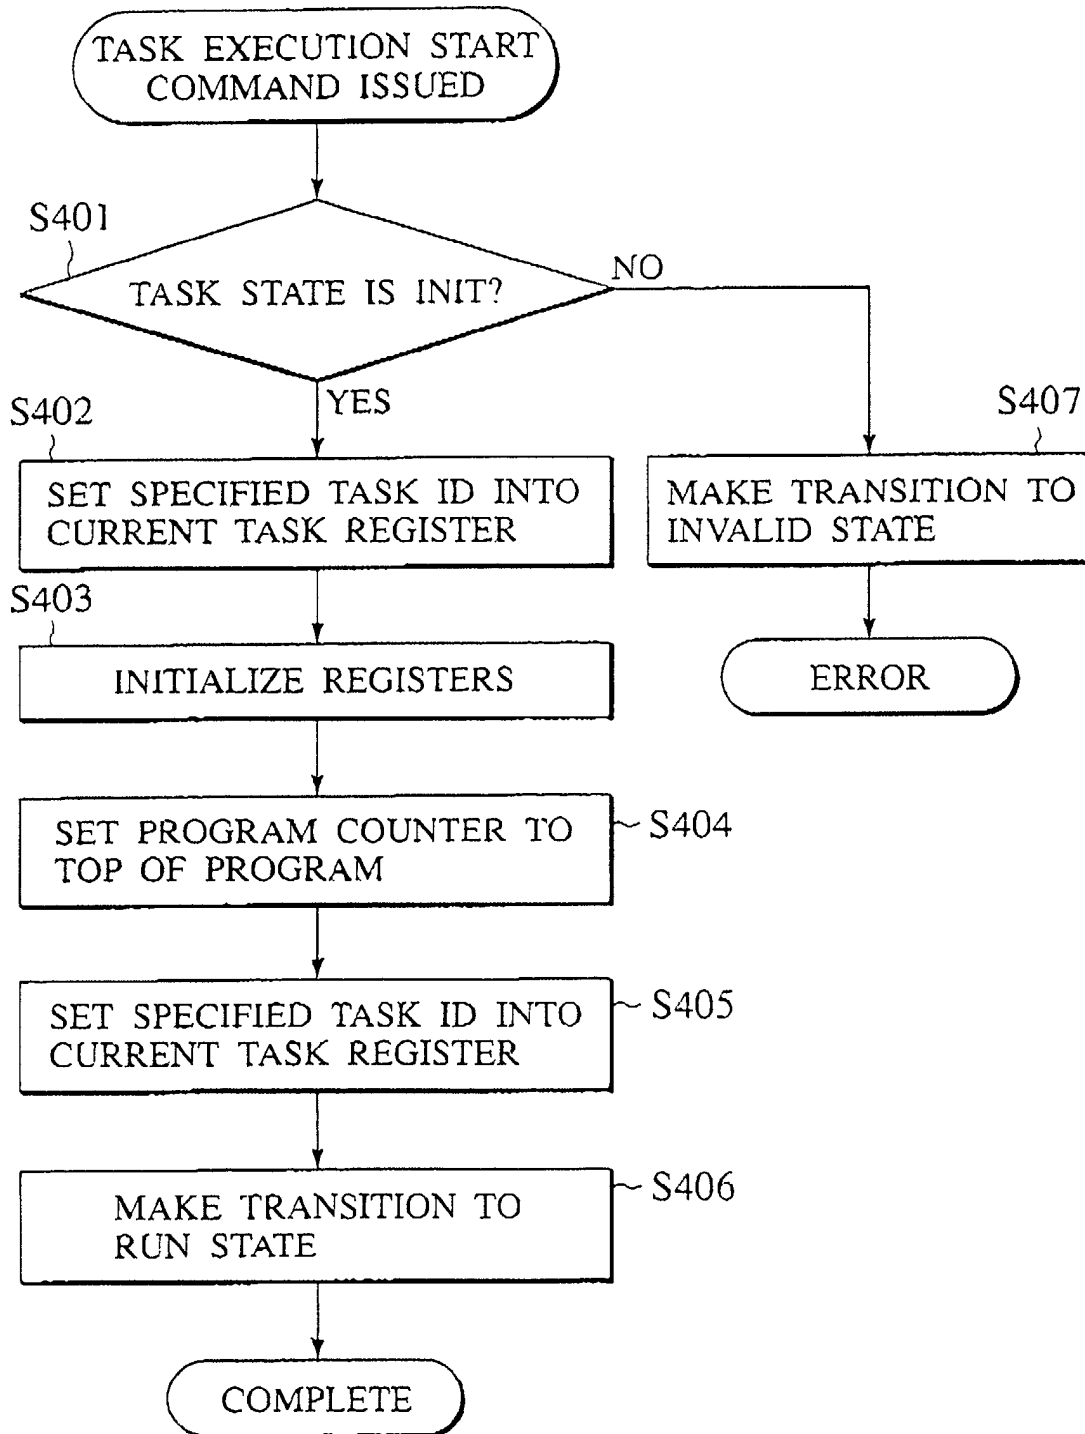 TASK EXECUTION START
COMMAND ISSUED
S401
TASK STATE IS INIT?
NO
YES
S402
SET SPECIFIED TASK ID INTO
CURRENT TASK REGISTER
S407
MAKE TRANSITION TO
INVALID STATE
S403
INITIALIZE REGISTERS
ERROR
SET PROGRAM COUNTER TO
TOP OF PROGRAM
S404
SET SPECIFIED TASK ID INTO
CURRENT TASK REGISTER
S405
MAKE TRANSITION TO
RUN STATE
S406
COMPLETE